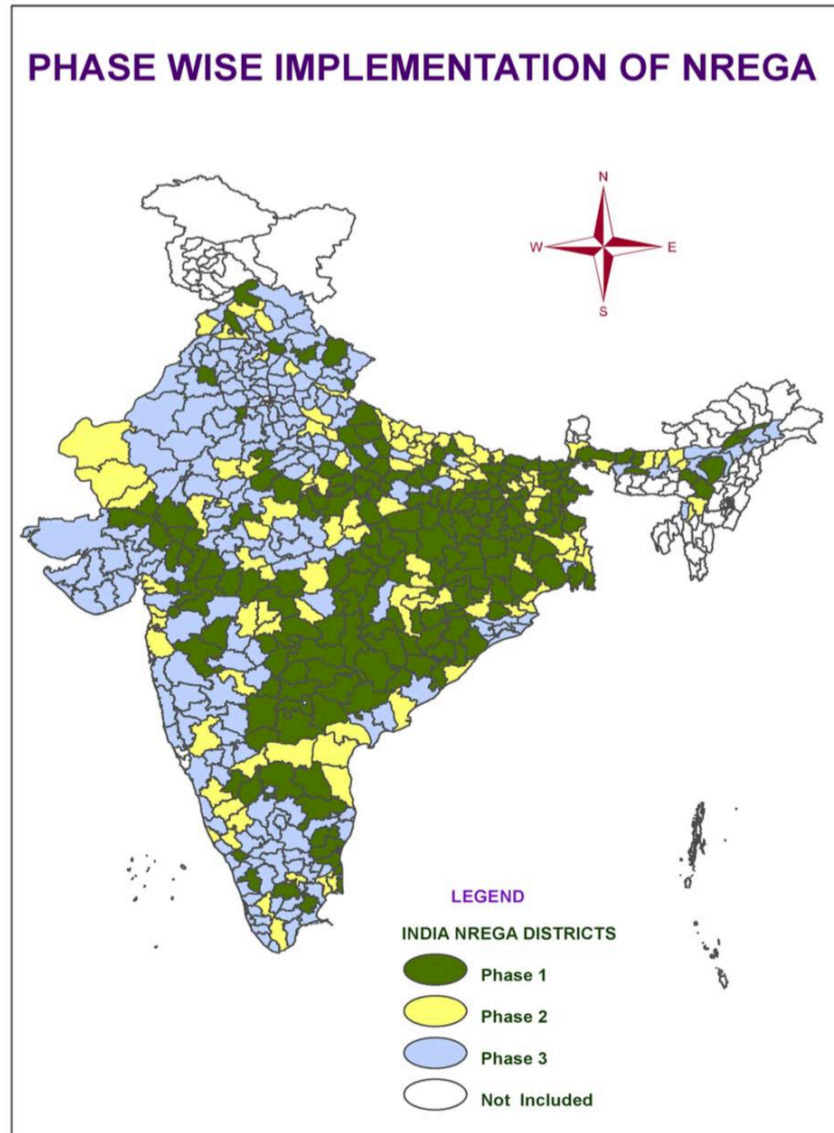 PHASE WISE IMPLEMENTATION OF NREGA
N
W
E
S
LEGEND
INDIA NREGA DISTRICTS
Phase 1
Phase 2
Phase 3
Not Included